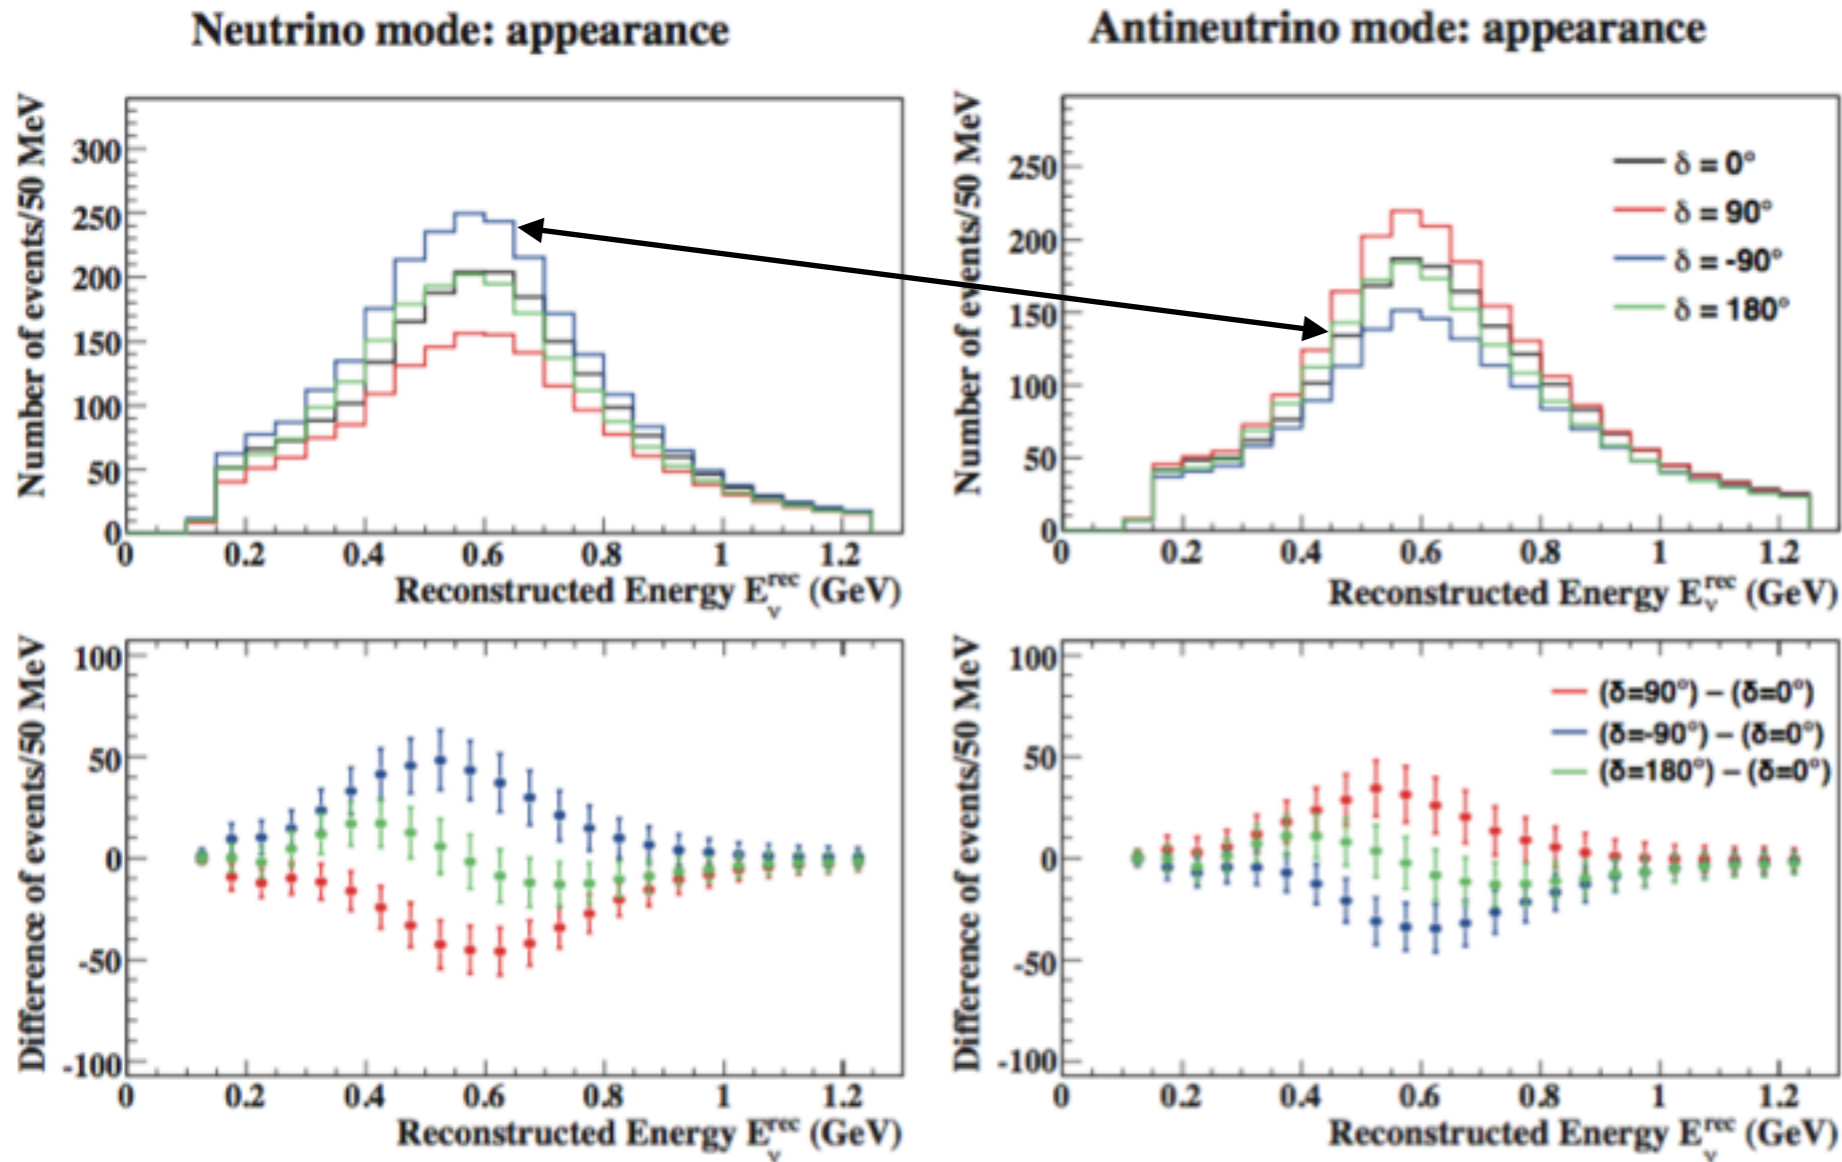 Neutrino mode: appearance
Antineutrino mode: appearance
Number of events/50 MeV
300
250
200
150
100
50
0
0 0.2 0.4 0.6 0.8 1 1.2
Reconstructed Energy E_ν^rec (GeV)
Number of events/50 MeV
250
200
150
100
50
0
0 0.2 0.4 0.6 0.8 1 1.2
Reconstructed Energy E_ν^rec (GeV)
δ = 0°
δ = 90°
δ = -90°
δ = 180°
Difference of events/50 MeV
100
50
0
-50
-100
0 0.2 0.4 0.6 0.8 1 1.2
Reconstructed Energy E_ν^rec (GeV)
Difference of events/50 MeV
100
50
0
-50
-100
0 0.2 0.4 0.6 0.8 1 1.2
Reconstructed Energy E_ν^rec (GeV)
(δ=90°) – (δ=0°)
(δ=-90°) – (δ=0°)
(δ=180°) – (δ=0°)